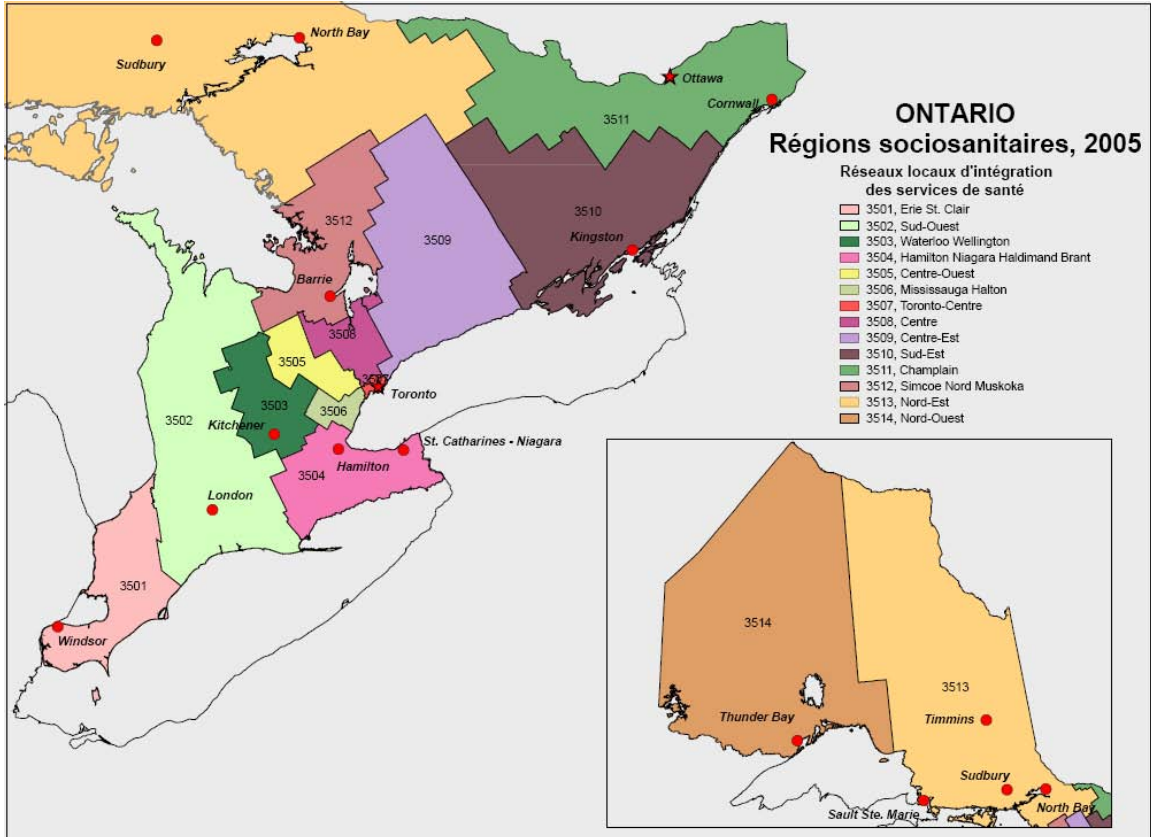 North Bay
Sudbury
Ottawa
Cornwall
3511
ONTARIO
Régions sociosanitaires, 2005
Réseaux locaux d'intégration
des services de santé
3501, Erie St. Clair
3502, Sud-Ouest
3503, Waterloo Wellington
3504, Hamilton Niagara Haldimand Brant
3505, Centre-Ouest
3506, Mississauga Halton
3507, Toronto-Centre
3508, Centre
3509, Centre-Est
3510, Sud-Est
3511, Champlain
3512, Simcoe Nord Muskoka
3513, Nord-Est
3514, Nord-Ouest
3512
3510
3509
Kingston
Barrie
3508
3505
3507
Toronto
3503
3506
3502
Kitchener
St. Catharines - Niagara
Hamilton
3504
London
3501
Windsor
3514
3513
Thunder Bay
Timmins
Sudbury
North Bay
Sault Ste. Marie